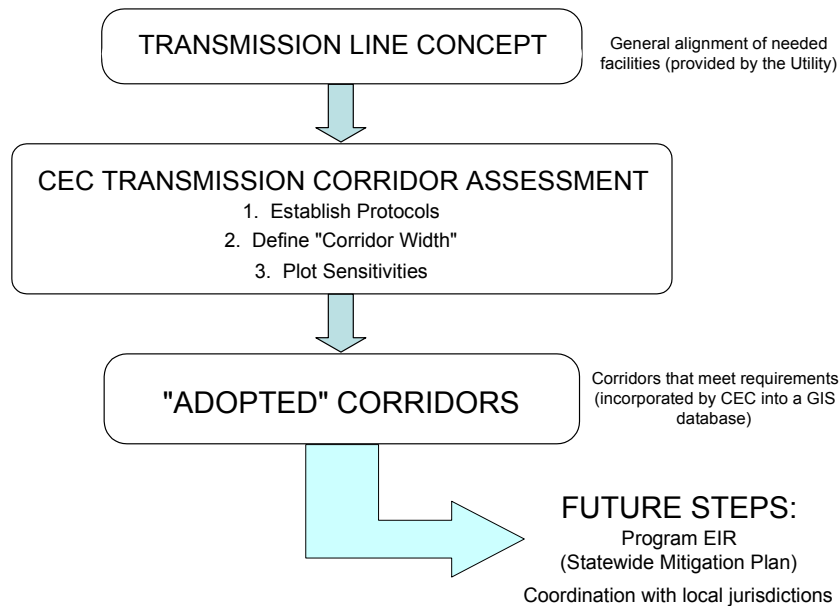 TRANSMISSION LINE CONCEPT
General alignment of needed
facilities (provided by the Utility)
CEC TRANSMISSION CORRIDOR ASSESSMENT
1. Establish Protocols
2. Define "Corridor Width"
3. Plot Sensitivities
"ADOPTED" CORRIDORS
Corridors that meet requirements
(incorporated by CEC into a GIS
database)
FUTURE STEPS:
Program EIR
(Statewide Mitigation Plan)
Coordination with local jurisdictions